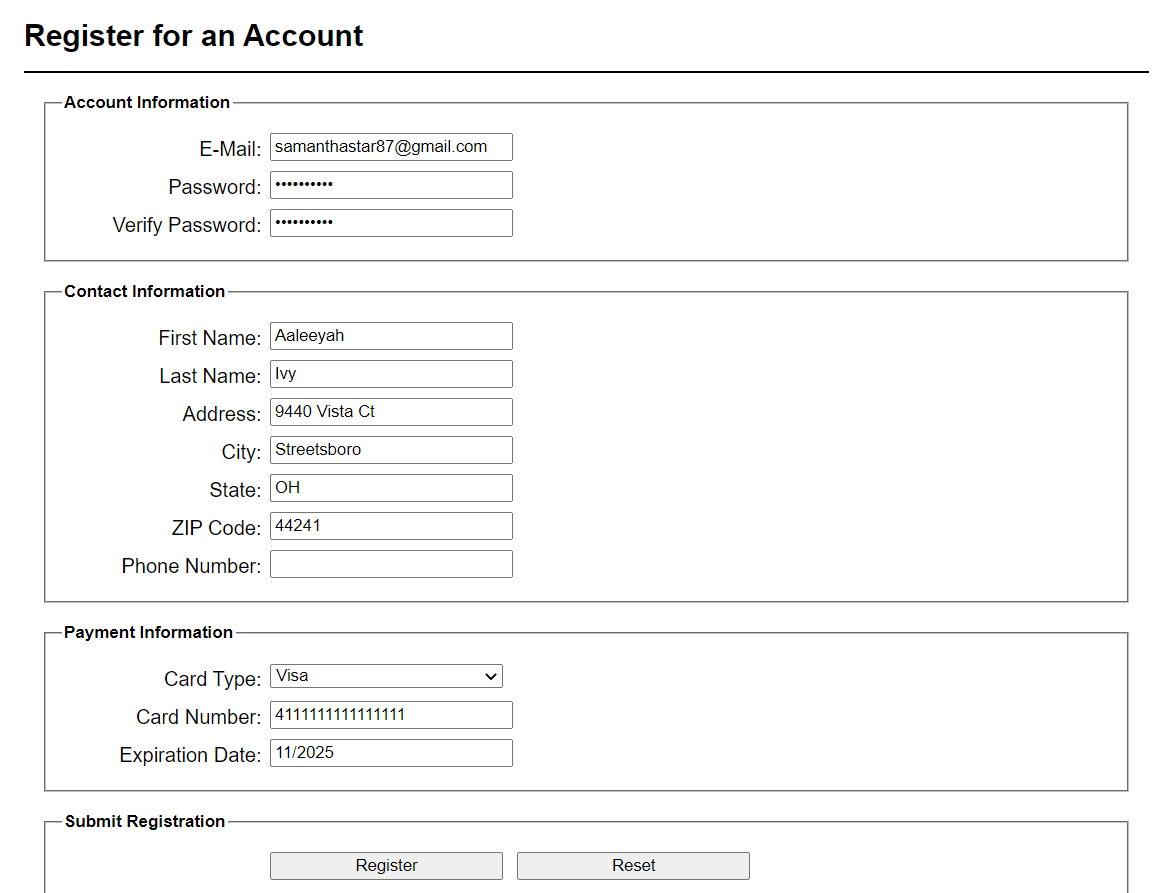 Register for an Account
Account Information
E-Mail: samanthastar87@gmail.com
Password: ••••••••••
Verify Password: ••••••••••
Contact Information
First Name: Aaleeyah
Last Name: Ivy
Address: 9440 Vista Ct
City: Streetsboro
State: OH
ZIP Code: 44241
Phone Number:
Payment Information
Card Type: Visa
Card Number: 4111111111111111
Expiration Date: 11/2025
Submit Registration
Register Reset